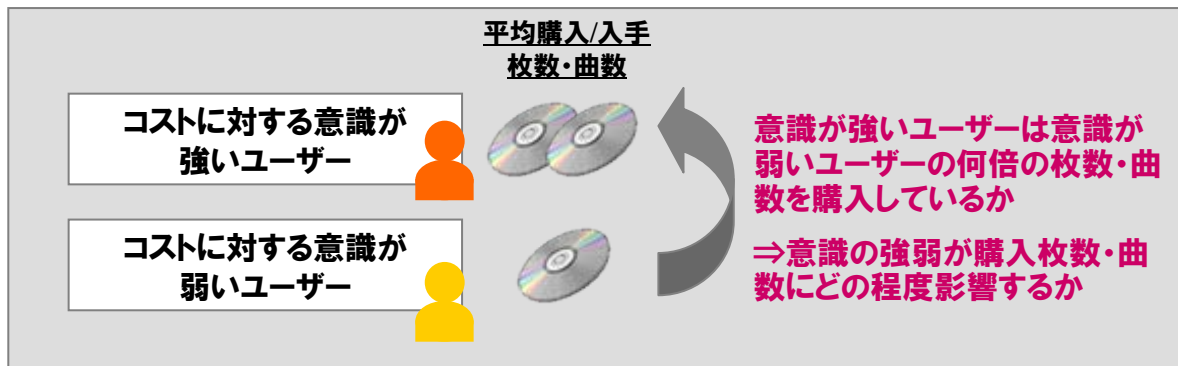 平均購入/入手
枚数・曲数
コストに対する意識が
強いユーザー
意識が強いユーザーは意識が
弱いユーザーの何倍の枚数・曲
数を購入しているか
コストに対する意識が
弱いユーザー
⇒意識の強弱が購入枚数・曲
数にどの程度影響するか